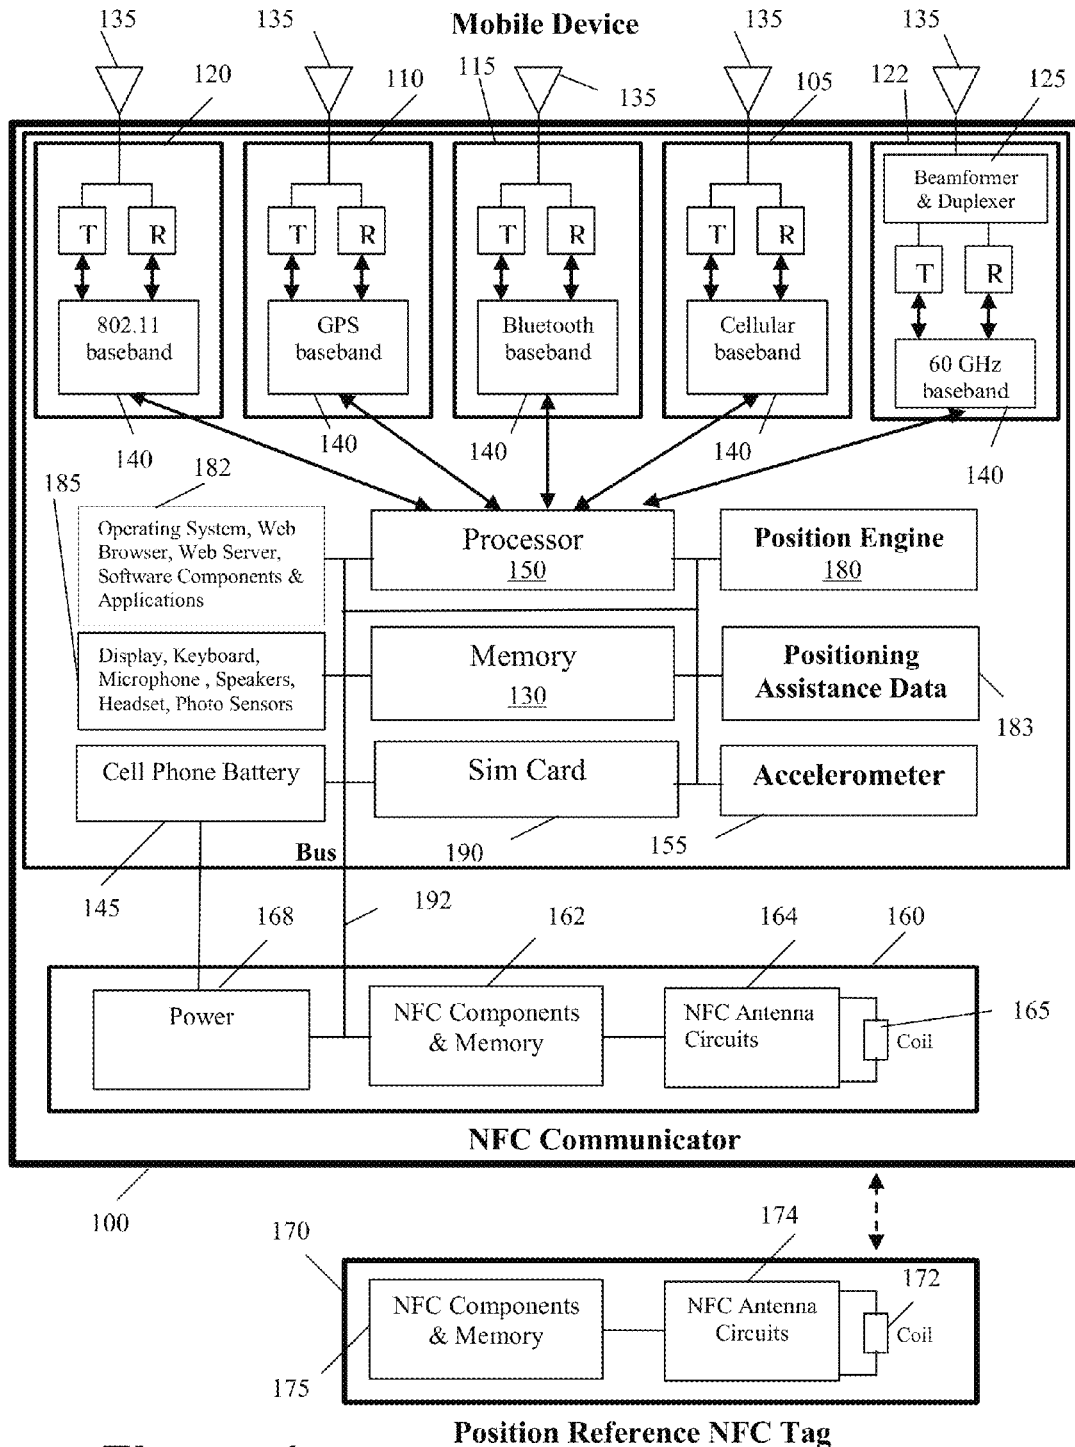 135
135
Mobile Device
135
135
120
110
115
135
105
122
125
Beamformer
& Duplexer
T
R
T
R
T
R
T
R
T
R
802.11
baseband
GPS
baseband
Bluetooth
baseband
Cellular
baseband
60 GHz
baseband
140
140
140
140
140
182
185
Operating System, Web
Browser, Web Server,
Software Components &
Applications
Processor
150
Position Engine
180
Display, Keyboard,
Microphone , Speakers,
Headset, Photo Sensors
Memory
130
Positioning
Assistance Data
183
Cell Phone Battery
Sim Card
Accelerometer
Bus
190
155
145
168
192
162
164
160
Power
NFC Components
& Memory
NFC Antenna
Circuits
Coil
165
NFC Communicator
100
170
174
172
NFC Components
& Memory
NFC Antenna
Circuits
Coil
175
Position Reference NFC Tag